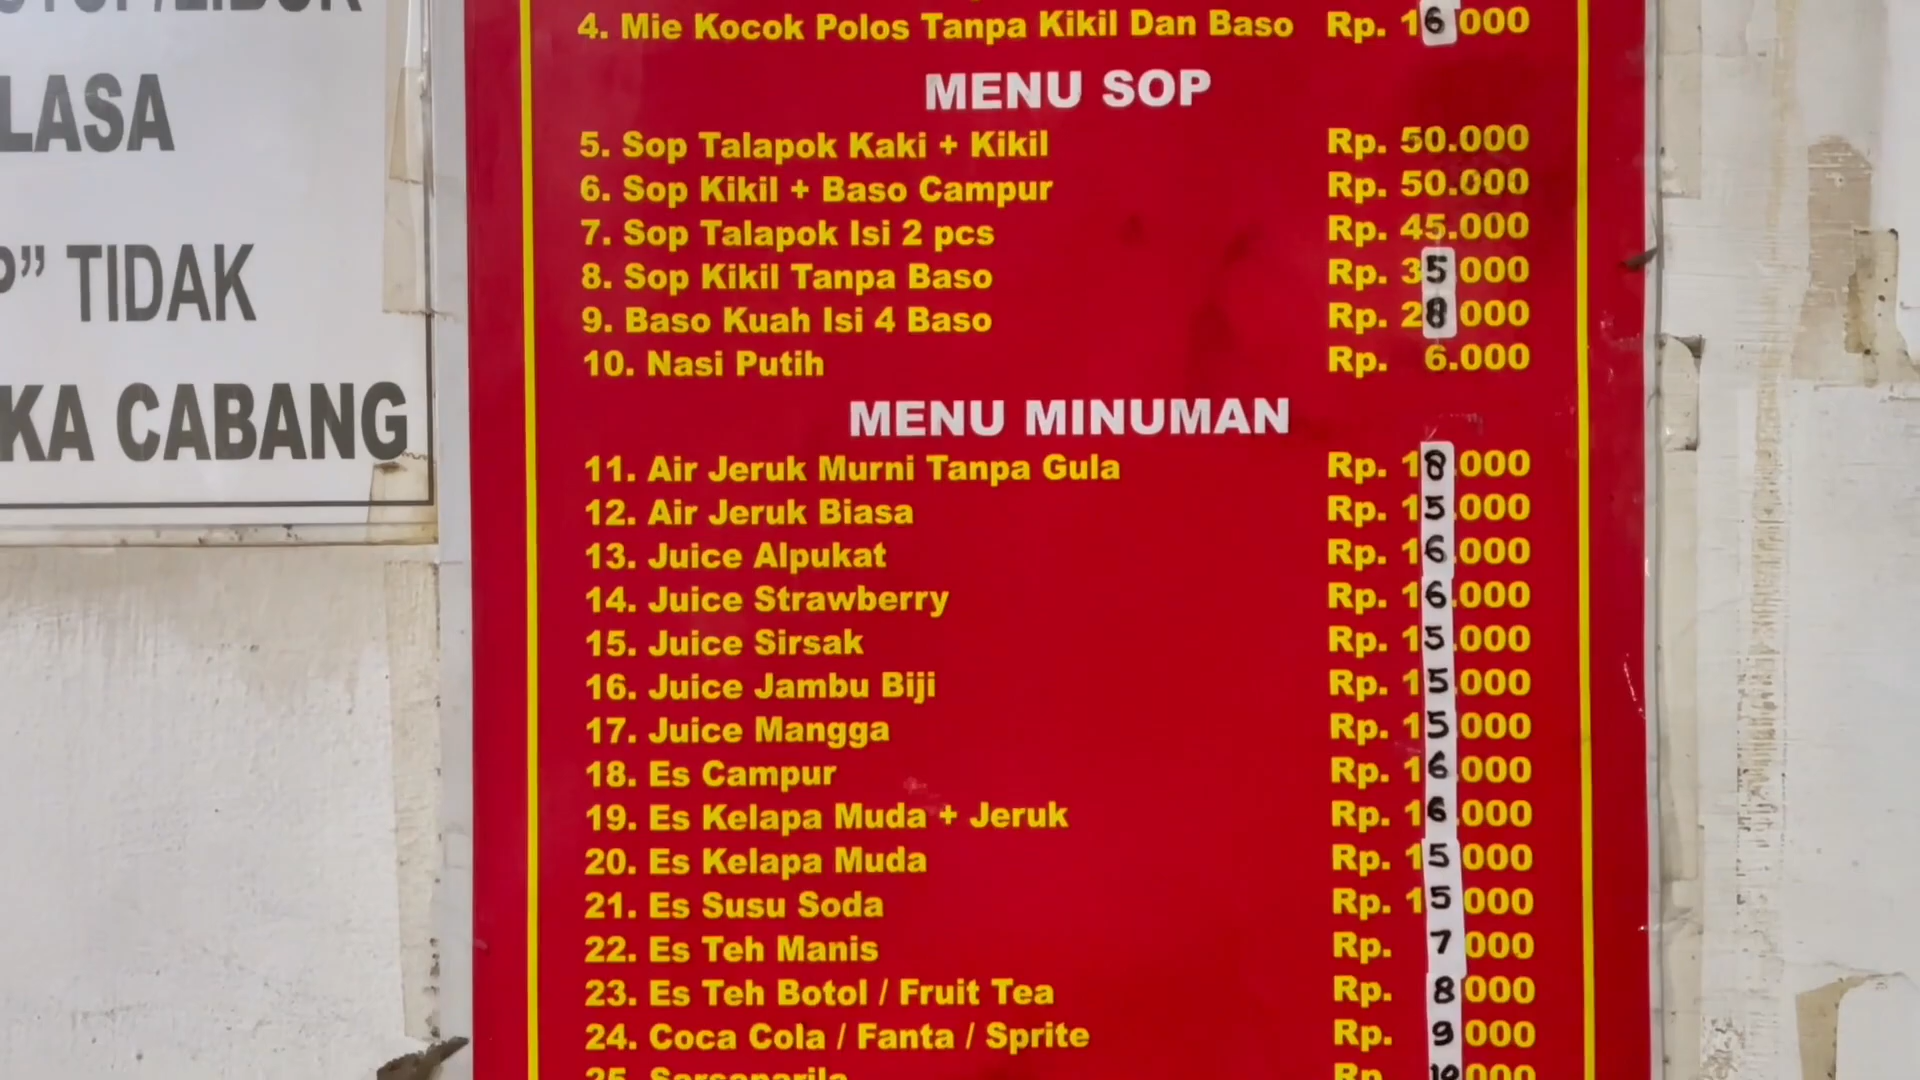 LASA
P” TIDAK
KA CABANG
4. Mie Kocok Polos Tanpa Kikil Dan Baso Rp. 16.000
MENU SOP
5. Sop Talapok Kaki + Kikil Rp. 50.000
6. Sop Kikil + Baso Campur Rp. 50.000
7. Sop Talapok Isi 2 pcs Rp. 45.000
8. Sop Kikil Tanpa Baso Rp. 35.000
9. Baso Kuah Isi 4 Baso Rp. 28.000
10. Nasi Putih Rp. 6.000
MENU MINUMAN
11. Air Jeruk Murni Tanpa Gula Rp. 18.000
12. Air Jeruk Biasa Rp. 15.000
13. Juice Alpukat Rp. 16.000
14. Juice Strawberry Rp. 16.000
15. Juice Sirsak Rp. 15.000
16. Juice Jambu Biji Rp. 15.000
17. Juice Mangga Rp. 15.000
18. Es Campur Rp. 16.000
19. Es Kelapa Muda + Jeruk Rp. 16.000
20. Es Kelapa Muda Rp. 15 000
21. Es Susu Soda Rp. 15 000
22. Es Teh Manis Rp. 7 000
23. Es Teh Botol / Fruit Tea Rp. 8 000
24. Coca Cola / Fanta / Sprite Rp. 9 000
25. Sarsaparila Rp. 10 000